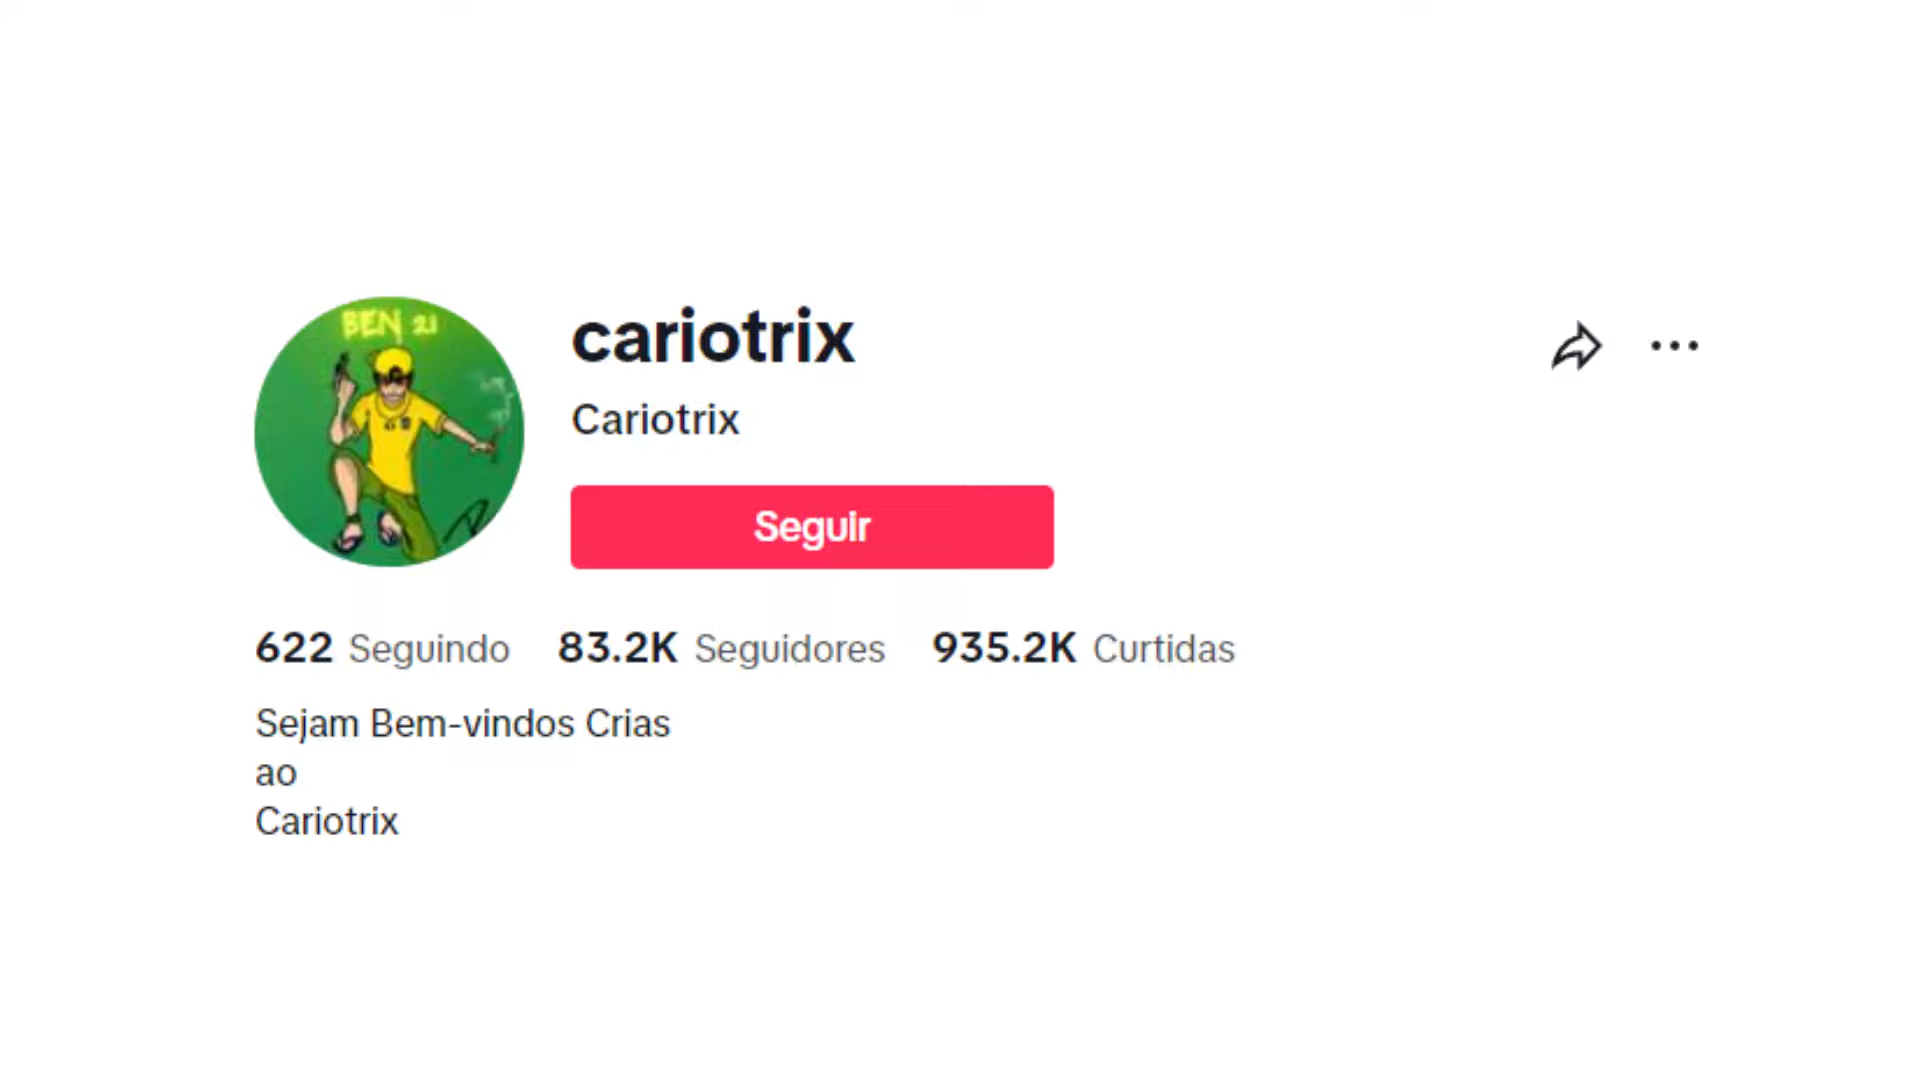 BEN 21
cariotrix
Cariotrix
Seguir
622 Seguindo 83.2K Seguidores 935.2K Curtidas
Sejam Bem-vindos Crias
ao
Cariotrix